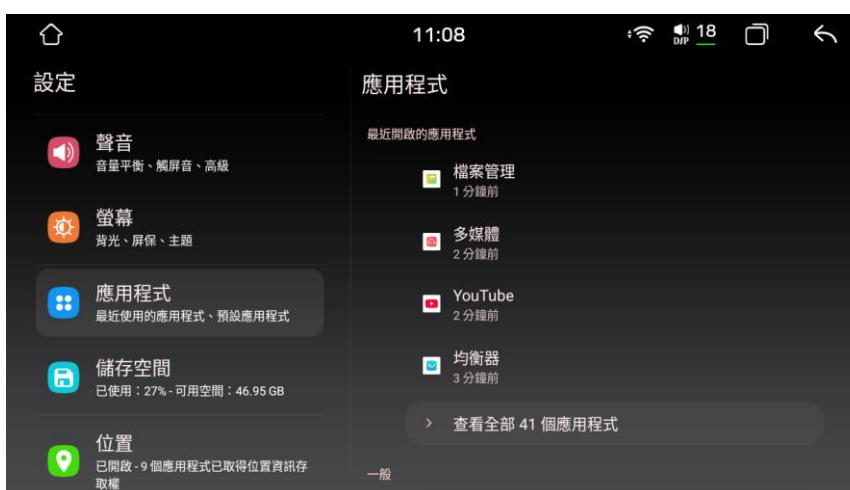 11:08
DSP 18
設定
聲音
音量平衡、觸屏音、高級
螢幕
背光、屏保、主題
應用程式
最近使用的應用程式、預設應用程式
儲存空間
已使用：27% - 可用空間：46.95 GB
位置
已開啟 - 9 個應用程式已取得位置資訊存
取權
應用程式
最近開啟的應用程式
檔案管理
1 分鐘前
多媒體
2 分鐘前
YouTube
2 分鐘前
均衡器
3 分鐘前
查看全部 41 個應用程式
一般